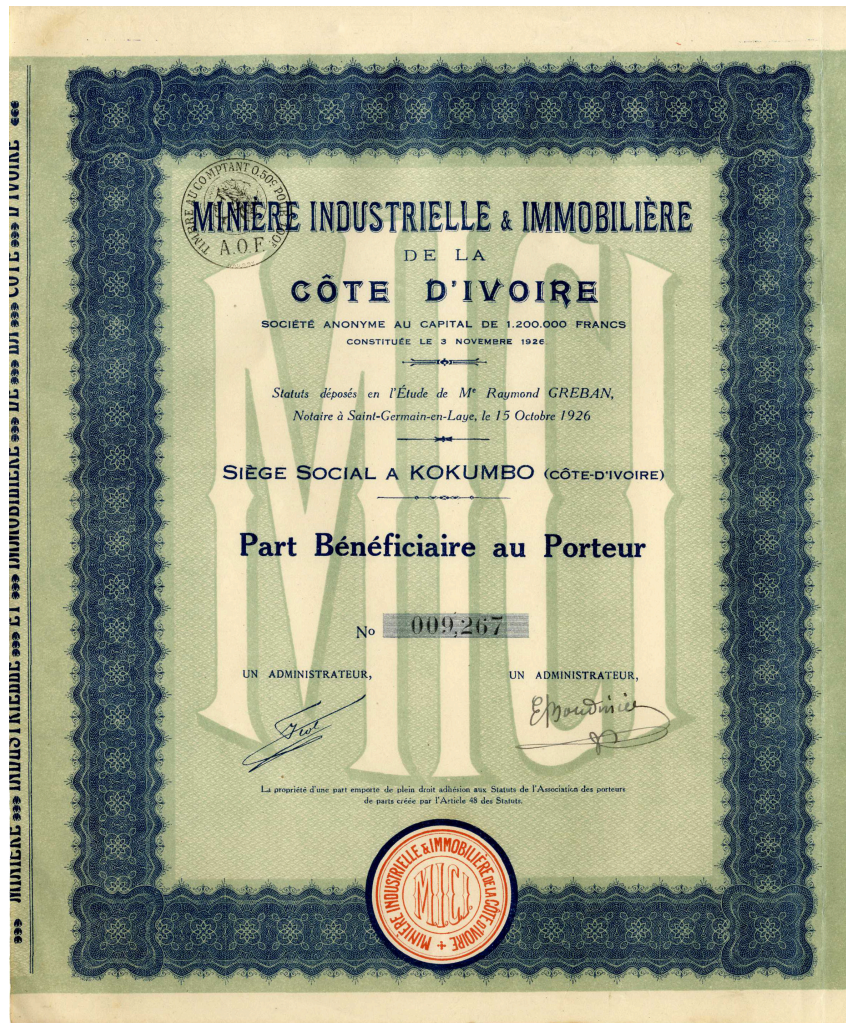 TIMBRE AU COMPTANT 0.50c POUR 100F
A.O.F.
MINIÈRE INDUSTRIELLE & IMMOBILIÈRE
DE LA
CÔTE D'IVOIRE
SOCIÉTÉ ANONYME AU CAPITAL DE 1.200.000 FRANCS
CONSTITUÉE LE 3 NOVEMBRE 1926
Statuts déposés en l'Étude de Me Raymond GREBAN,
Notaire à Saint-Germain-en-Laye, le 15 Octobre 1926
SIÈGE SOCIAL A KOKUMBO (CÔTE-D'IVOIRE)
Part Bénéficiaire au Porteur
No 009,267
UN ADMINISTRATEUR, UN ADMINISTRATEUR,
La propriété d'une part emporte de plein droit adhésion aux Statuts de l'Association des porteurs
de parts créée par l'Article 48 des Statuts.
MINIÈRE INDUSTRIELLE & IMMOBILIÈRE DE LA CÔTE D'IVOIRE
M.I.C.I.
MICI
MINIÈRE INDUSTRIELLE ET IMMOBILIÈRE DE LA CÔTE D'IVOIRE